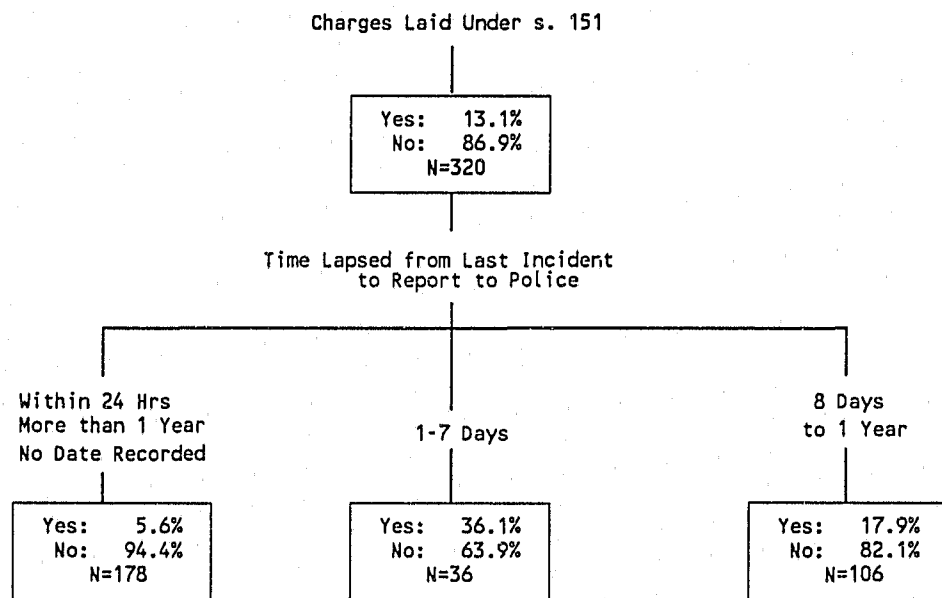 Charges Laid Under s. 151
Yes: 13.1%
No: 86.9%
N=320
Time Lapsed from Last Incident
to Report to Police
Within 24 Hrs
More than 1 Year
No Date Recorded
1-7 Days
8 Days
to 1 Year
Yes: 5.6%
No: 94.4%
N=178
Yes: 36.1%
No: 63.9%
N=36
Yes: 17.9%
No: 82.1%
N=106